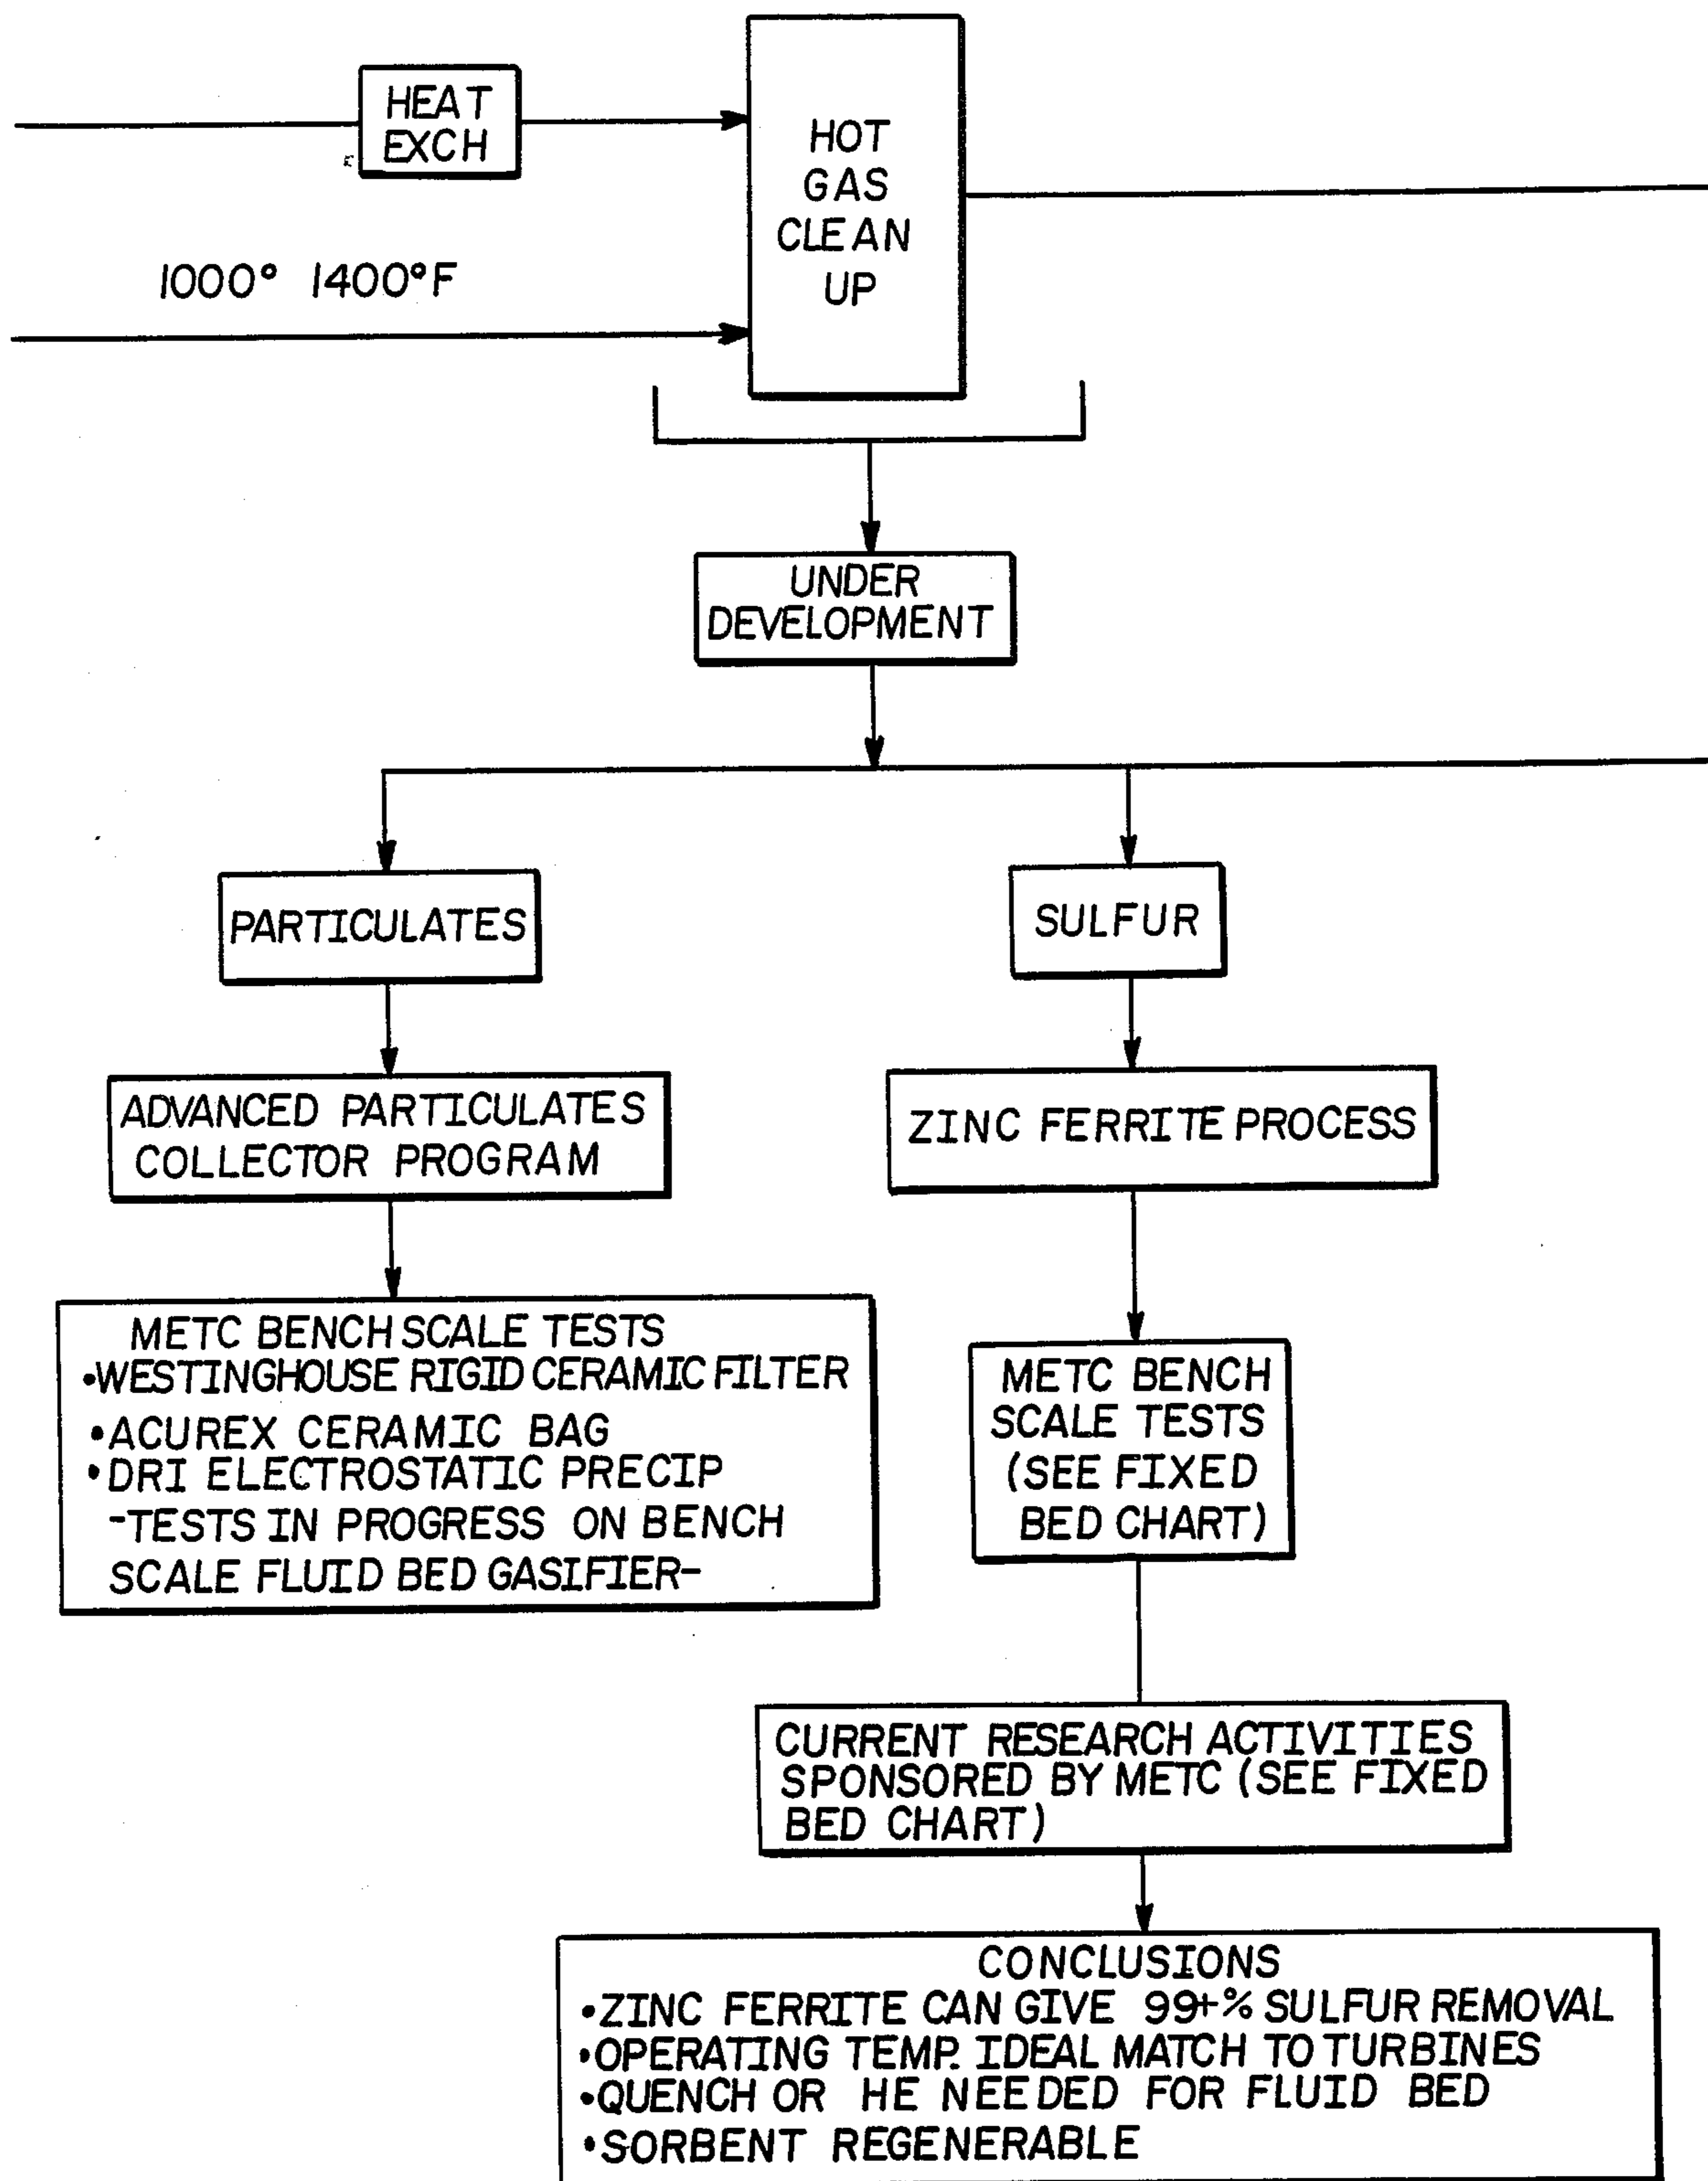 HEAT
EXCH
HOT
GAS
CLEAN
UP
1000° 1400°F
UNDER
DEVELOPMENT
PARTICULATES
SULFUR
ADVANCED PARTICULATES
COLLECTOR PROGRAM
ZINC FERRITE PROCESS
METC BENCH SCALE TESTS
•WESTINGHOUSE RIGID CERAMIC FILTER
•ACUREX CERAMIC BAG
•DRI ELECTROSTATIC PRECIP
-TESTS IN PROGRESS ON BENCH
SCALE FLUID BED GASIFIER-
METC BENCH
SCALE TESTS
(SEE FIXED
BED CHART)
CURRENT RESEARCH ACTIVITIES
SPONSORED BY METC (SEE FIXED
BED CHART)
CONCLUSIONS
•ZINC FERRITE CAN GIVE 99+% SULFUR REMOVAL
•OPERATING TEMP. IDEAL MATCH TO TURBINES
•QUENCH OR HE NEEDED FOR FLUID BED
•SORBENT REGENERABLE